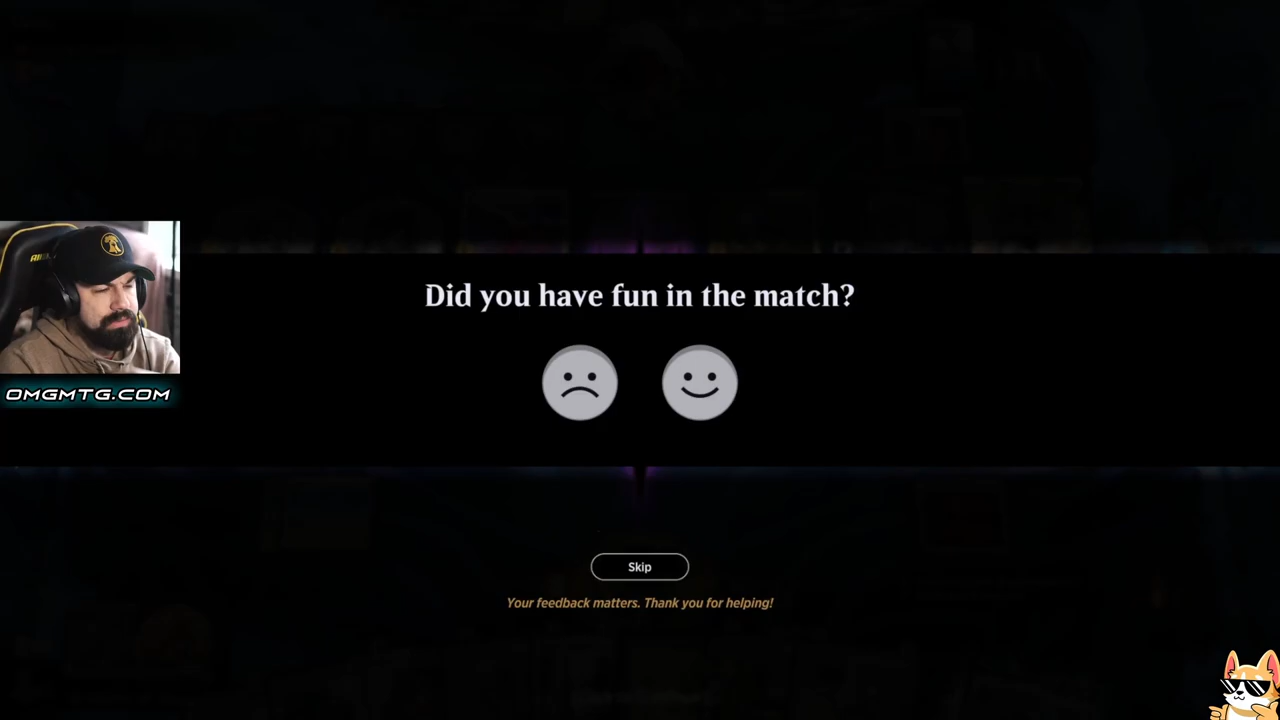 Did you have fun in the match?
OMGMTG.COM
Skip
Your feedback matters. Thank you for helping!